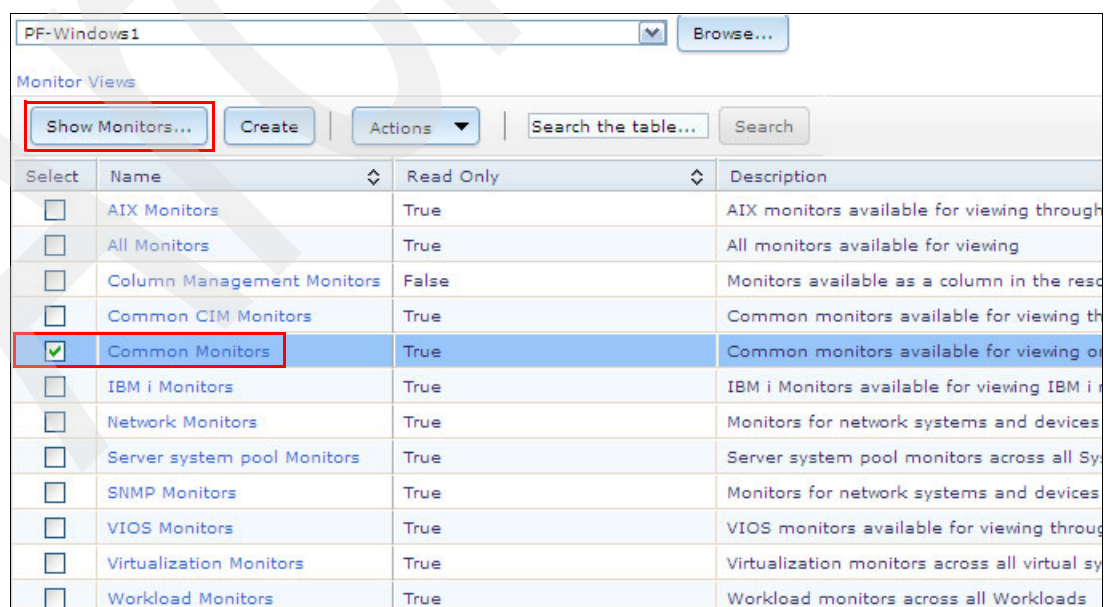 PF-Windows1 Browse...
Monitor Views
Show Monitors... Create Actions Search the table... Search
Select Name Read Only Description
AIX Monitors True AIX monitors available for viewing through
All Monitors True All monitors available for viewing
Column Management Monitors False Monitors available as a column in the
Common CIM Monitors True Common monitors available for viewing
Common Monitors True Common monitors available for viewing
IBM i Monitors True IBM i Monitors available for viewing IBM i
Network Monitors True Monitors for network systems and devices
Server system pool Monitors True Server system pool monitors across all
SNMP Monitors True Monitors for network systems and devices
VIOS Monitors True VIOS monitors available for viewing
Virtualization Monitors True Virtualization monitors across all virtual
Workload Monitors True Workload monitors across all Workloads